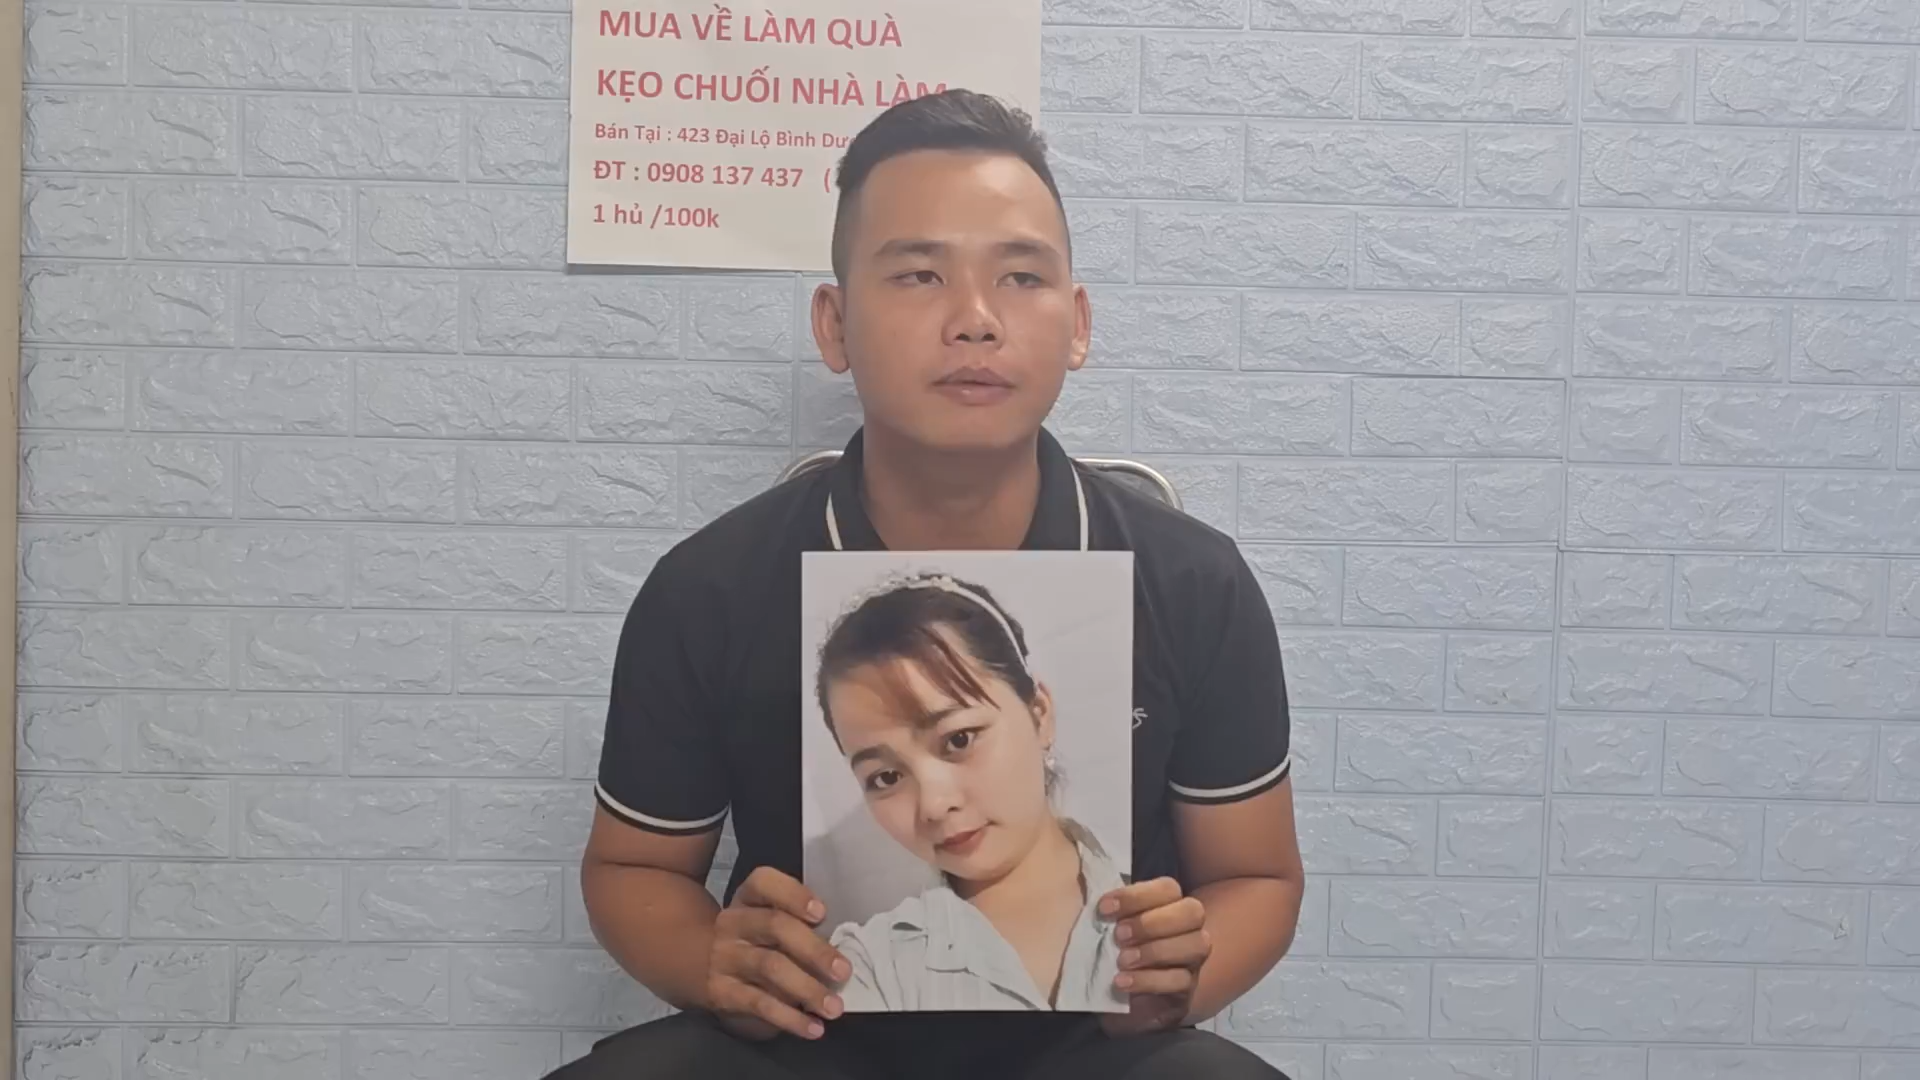 MUA VỀ LÀM QUÀ
KẸO CHUỐI NHÀ LÀM
Bán Tại : 423 Đại Lộ Bình
ĐT : 0908 137 437 (
1 hủ /100k